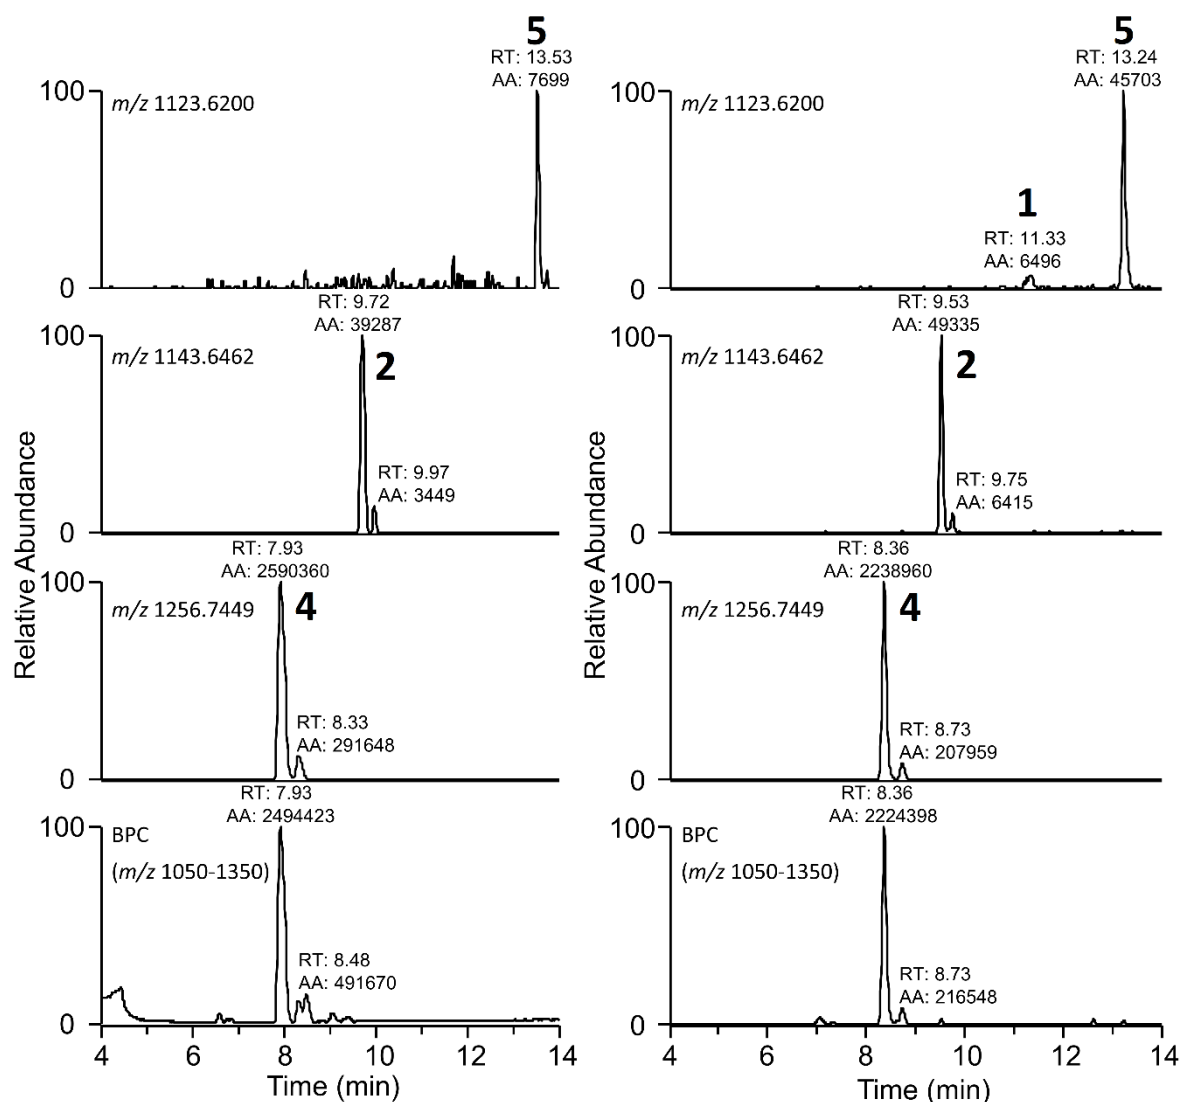 5
RT: 13.53
AA: 7699
100
m/z 1123.6200
0
RT: 9.72
AA: 39287
100
m/z 1143.6462
2
RT: 9.97
AA: 3449
0
RT: 7.93
AA: 2590360
100
m/z 1256.7449
4
RT: 8.33
AA: 291648
0
RT: 7.93
AA: 2494423
100
BPC
(m/z 1050-1350)
RT: 8.48
AA: 491670
0
4 6 8 10 12 14
Time (min)
Relative Abundance
5
RT: 13.24
AA: 45703
100
m/z 1123.6200
1
RT: 11.33
AA: 6496
0
RT: 9.53
AA: 49335
100
m/z 1143.6462
2
RT: 9.75
AA: 6415
0
RT: 8.36
AA: 2238960
100
m/z 1256.7449
4
RT: 8.73
AA: 207959
0
RT: 8.36
AA: 2224398
100
BPC
(m/z 1050-1350)
RT: 8.73
AA: 216548
0
4 6 8 10 12 14
Time (min)
Relative Abundance